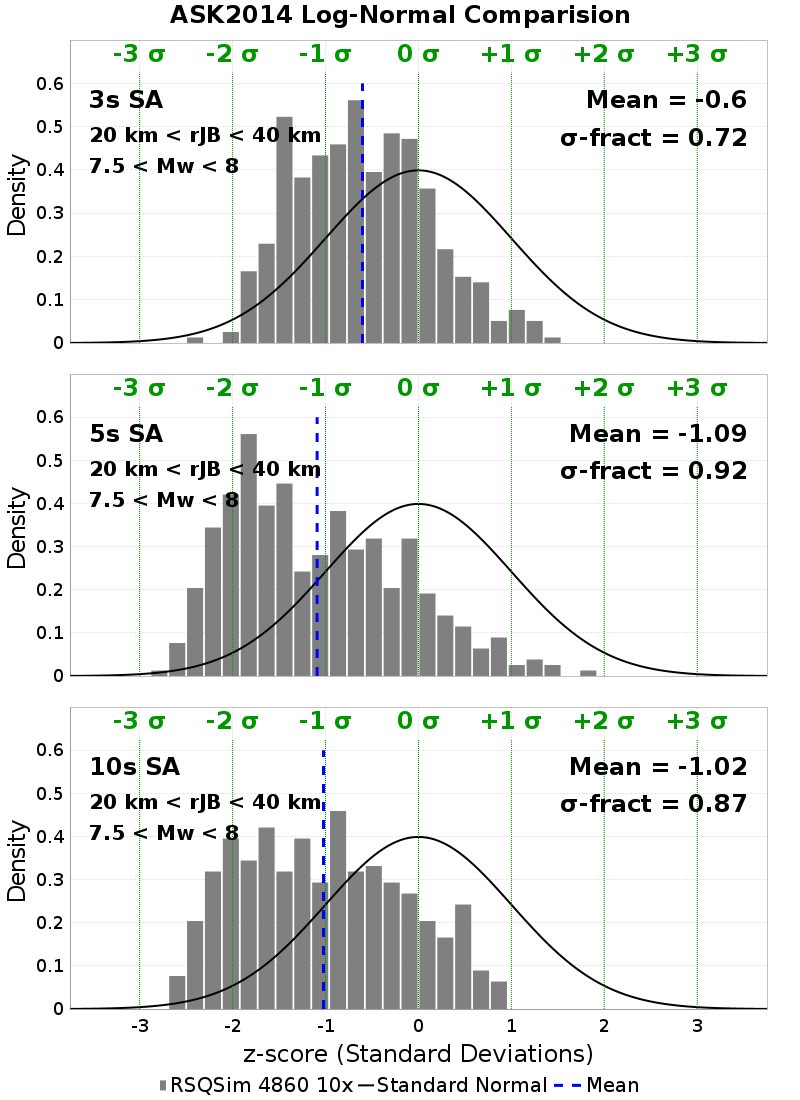 ASK2014 Log-Normal Comparision
-3 σ -2 σ -1 σ 0 σ +1 σ +2 σ +3 σ
0.6
3s SA
Mean = -0.6
0.5
20 km < rJB < 40 km
σ-fract = 0.72
7.5 < Mw < 8
0.4
Density
0.3
0.2
0.1
0
-3 σ -2 σ -1 σ 0 σ +1 σ +2 σ +3 σ
0.6
5s SA
Mean = -1.09
0.5
20 km < rJB < 40 km
σ-fract = 0.92
7.5 < Mw < 8
0.4
Density
0.3
0.2
0.1
0
-3 σ -2 σ -1 σ 0 σ +1 σ +2 σ +3 σ
0.6
10s SA
Mean = -1.02
0.5
20 km < rJB < 40 km
σ-fract = 0.87
7.5 < Mw < 8
0.4
Density
0.3
0.2
0.1
0
-3 -2 -1 0 1 2 3
z-score (Standard Deviations)
RSQSim 4860 10x Standard Normal Mean